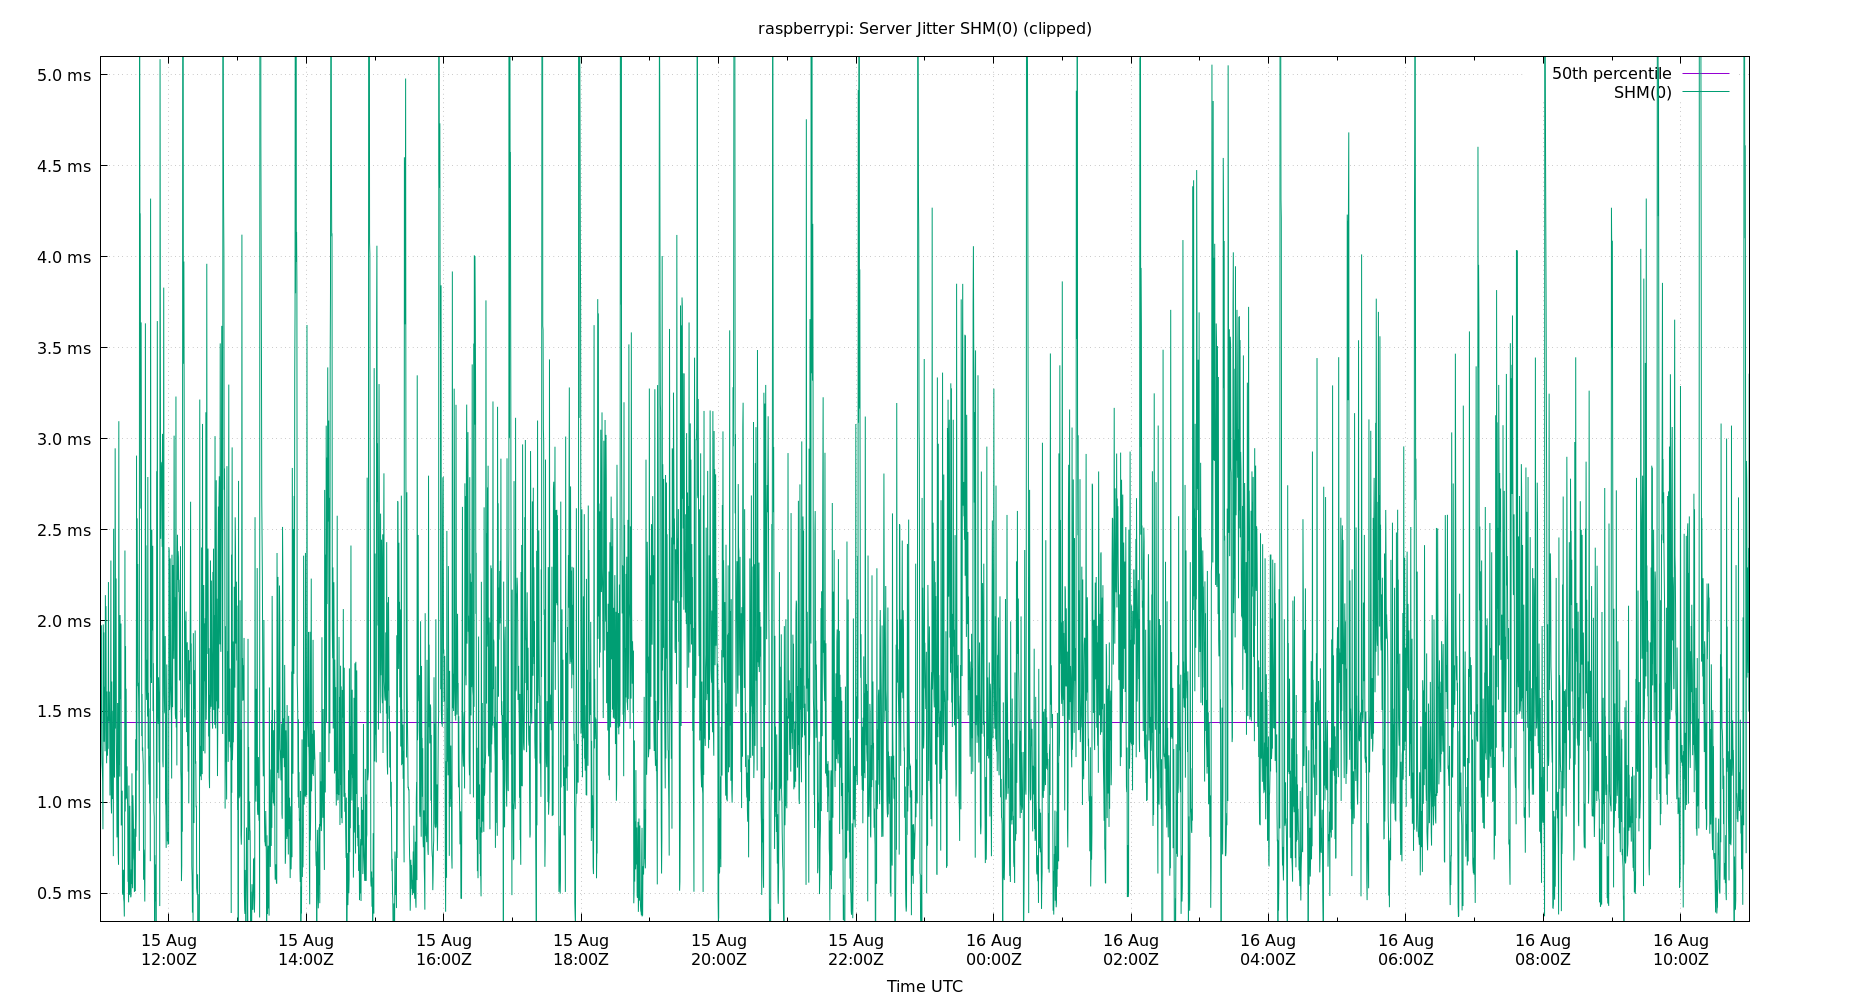 raspberrypi: Server Jitter SHM(0) (clipped)
5.0 ms
4.5 ms
4.0 ms
3.5 ms
3.0 ms
2.5 ms
2.0 ms
1.5 ms
1.0 ms
0.5 ms
50th percentile
SHM(0)
15 Aug 15 Aug 15 Aug 15 Aug 15 Aug 15 Aug 16 Aug 16 Aug 16 Aug 16 Aug 16 Aug 16 Aug
12:00Z 14:00Z 16:00Z 18:00Z 20:00Z 22:00Z 00:00Z 02:00Z 04:00Z 06:00Z 08:00Z 10:00Z
Time UTC